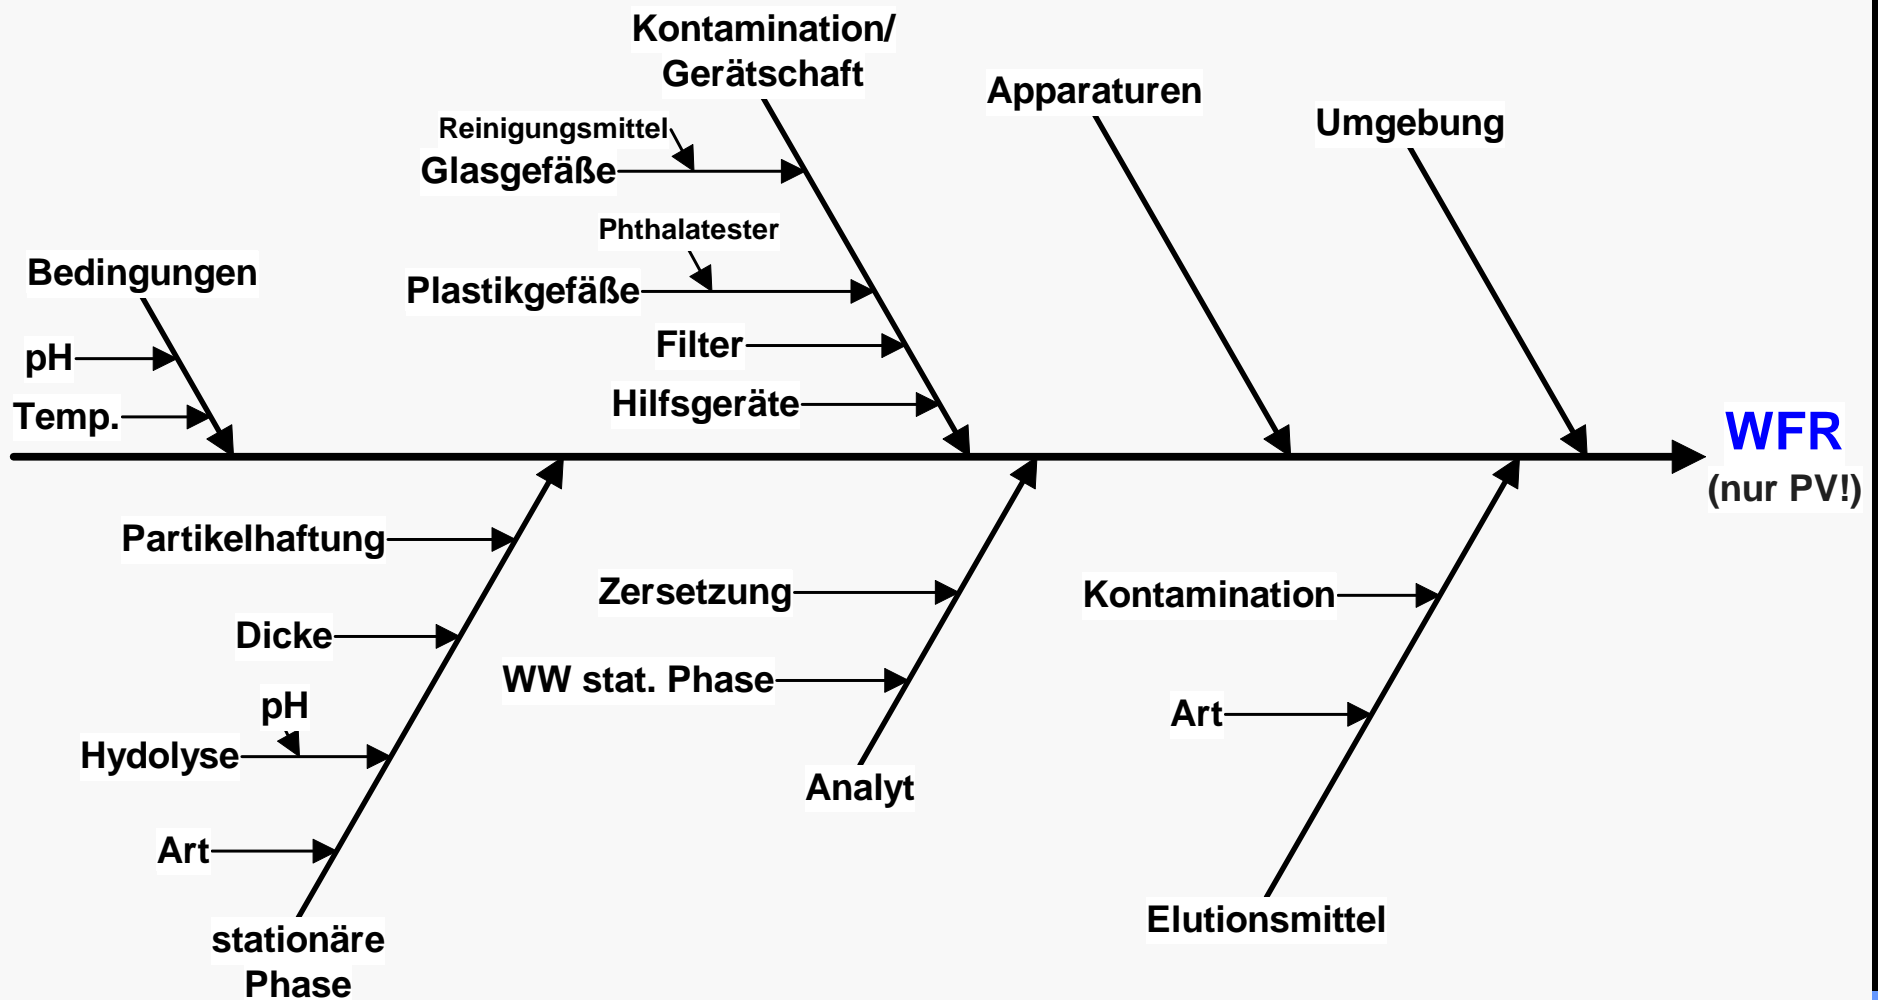 Kontamination/
Gerätschaft
Apparaturen
Umgebung
Reinigungsmittel
Glasgefäße
Phthalatester
Plastikgefäße
Filter
Hilfsgeräte
Bedingungen
pH
Temp.
WFR
(nur PV!)
Partikelhaftung
Dicke
pH
Hydolyse
Art
stationäre
Phase
Zersetzung
WW stat. Phase
Analyt
Kontamination
Art
Elutionsmittel